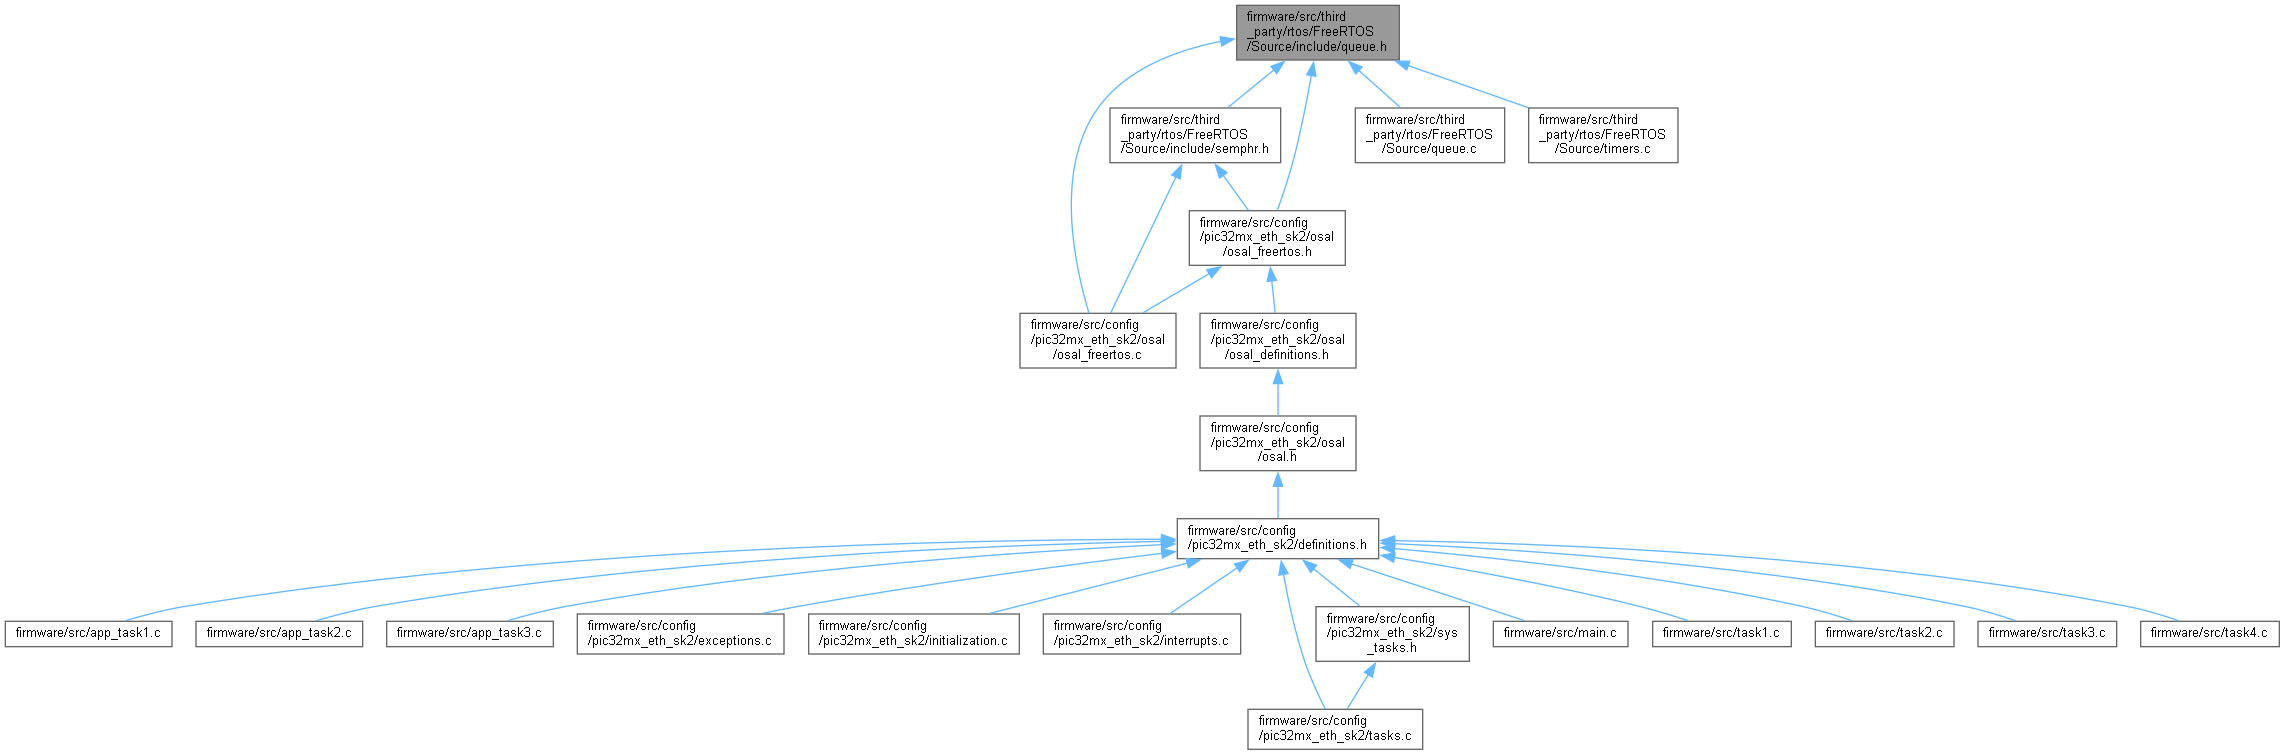 firmware/src/third
_party/rtos/FreeRTOS
/Source/include/queue.h
firmware/src/third
_party/rtos/FreeRTOS
/Source/include/semphr.h
firmware/src/third
_party/rtos/FreeRTOS
/Source/queue.c
firmware/src/third
_party/rtos/FreeRTOS
/Source/timers.c
firmware/src/config
/pic32mx_eth_sk2/osal
/osal_freertos.h
firmware/src/config
/pic32mx_eth_sk2/osal
/osal_freertos.c
firmware/src/config
/pic32mx_eth_sk2/osal
/osal_definitions.h
firmware/src/config
/pic32mx_eth_sk2/osal
/osal.h
firmware/src/config
/pic32mx_eth_sk2/definitions.h
firmware/src/app_task1.c
firmware/src/app_task2.c
firmware/src/app_task3.c
firmware/src/config
/pic32mx_eth_sk2/exceptions.c
firmware/src/config
/pic32mx_eth_sk2/initialization.c
firmware/src/config
/pic32mx_eth_sk2/interrupts.c
firmware/src/config
/pic32mx_eth_sk2/sys
_tasks.h
firmware/src/main.c
firmware/src/task1.c
firmware/src/task2.c
firmware/src/task3.c
firmware/src/task4.c
firmware/src/config
/pic32mx_eth_sk2/tasks.c